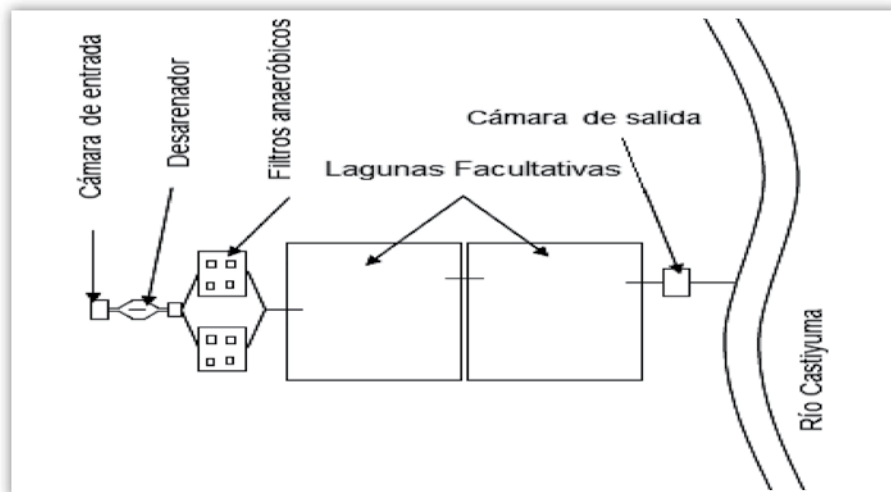 Cámara de entrada
Desarenador
Filtros anaeróbicos
Lagunas Facultativas
Cámara de salida
Río Castiyuma